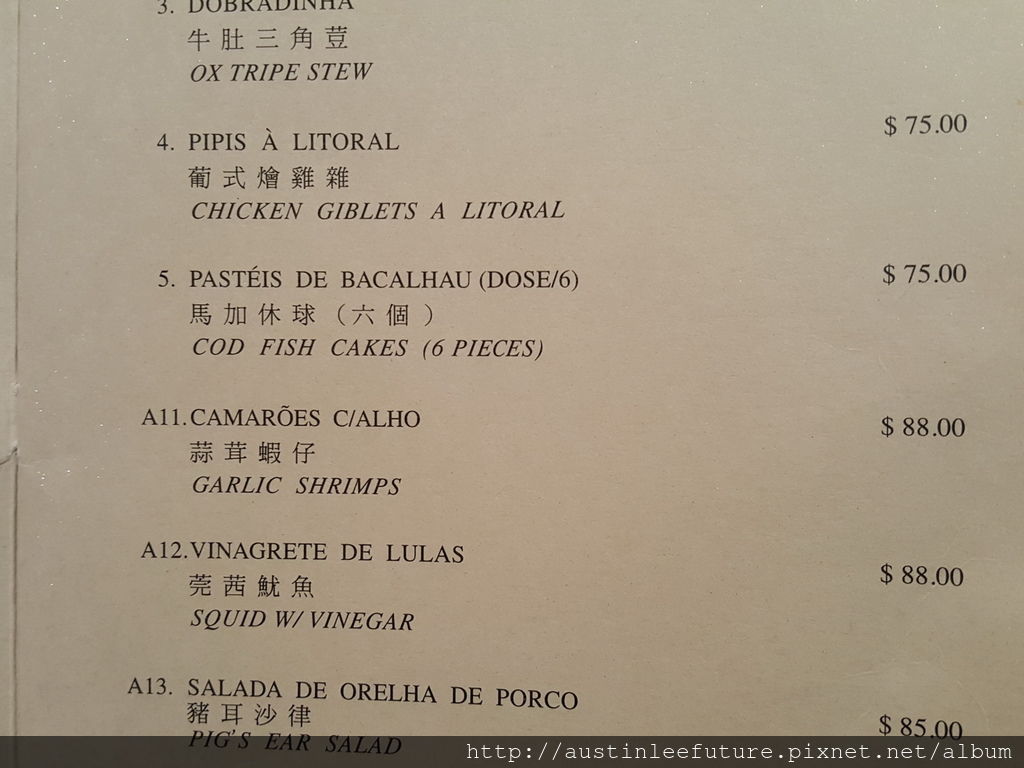 3. DOBRADINHA
牛肚三角荳
OX TRIPE STEW
$ 75.00
4. PIPIS À LITORAL
葡式燴雞雜
CHICKEN GIBLETS A LITORAL
$ 75.00
5. PASTÉIS DE BACALHAU (DOSE/6)
馬加休球（六個）
COD FISH CAKES (6 PIECES)
$ 88.00
A11. CAMARÕES C/ALHO
蒜茸蝦仔
GARLIC SHRIMPS
$ 88.00
A12. VINAGRETE DE LULAS
莞茜魷魚
SQUID W/ VINEGAR
$ 85.00
A13. SALADA DE ORELHA DE PORCO
豬耳沙律
PIG'S EAR SALAD
http://austinleefuture.pixnet.net/album